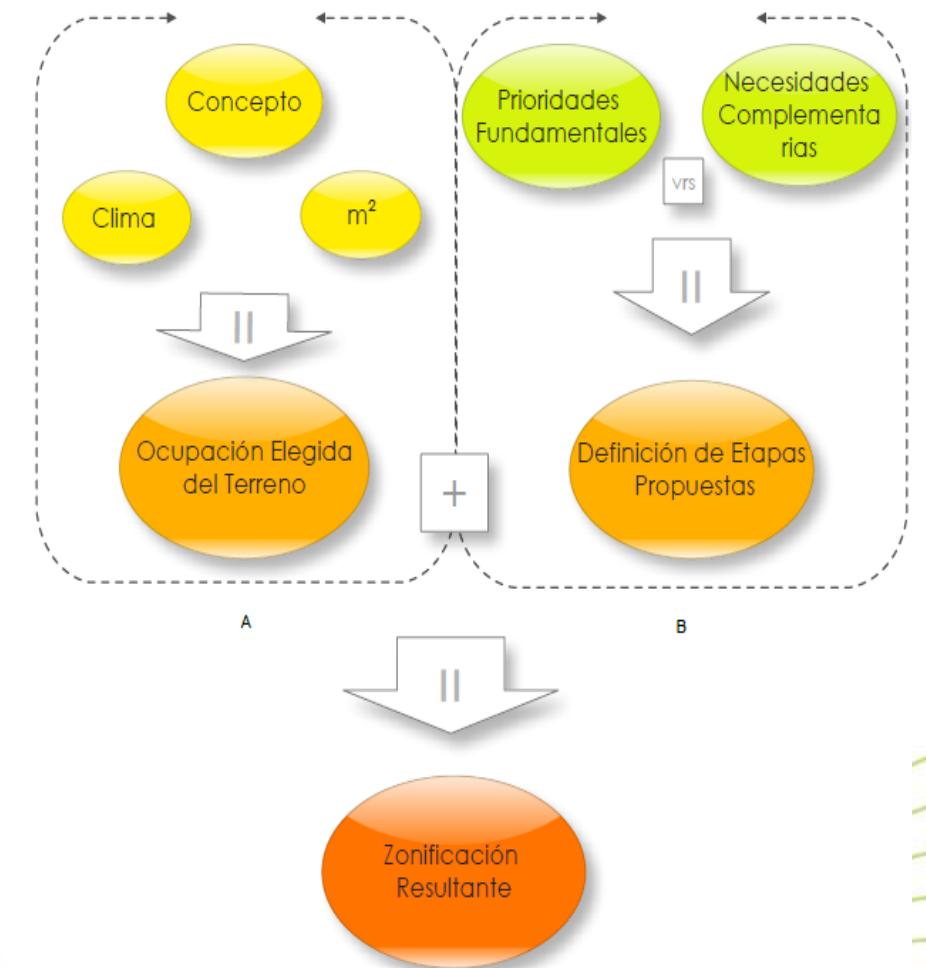 Concepto
Clima
m²
||
Ocupación Elegida
del Terreno
Prioridades
Fundamentales
Necesidades
Complementa
rias
vrs
||
Definición de Etapas
Propuestas
+
A
B
||
Zonificación
Resultante